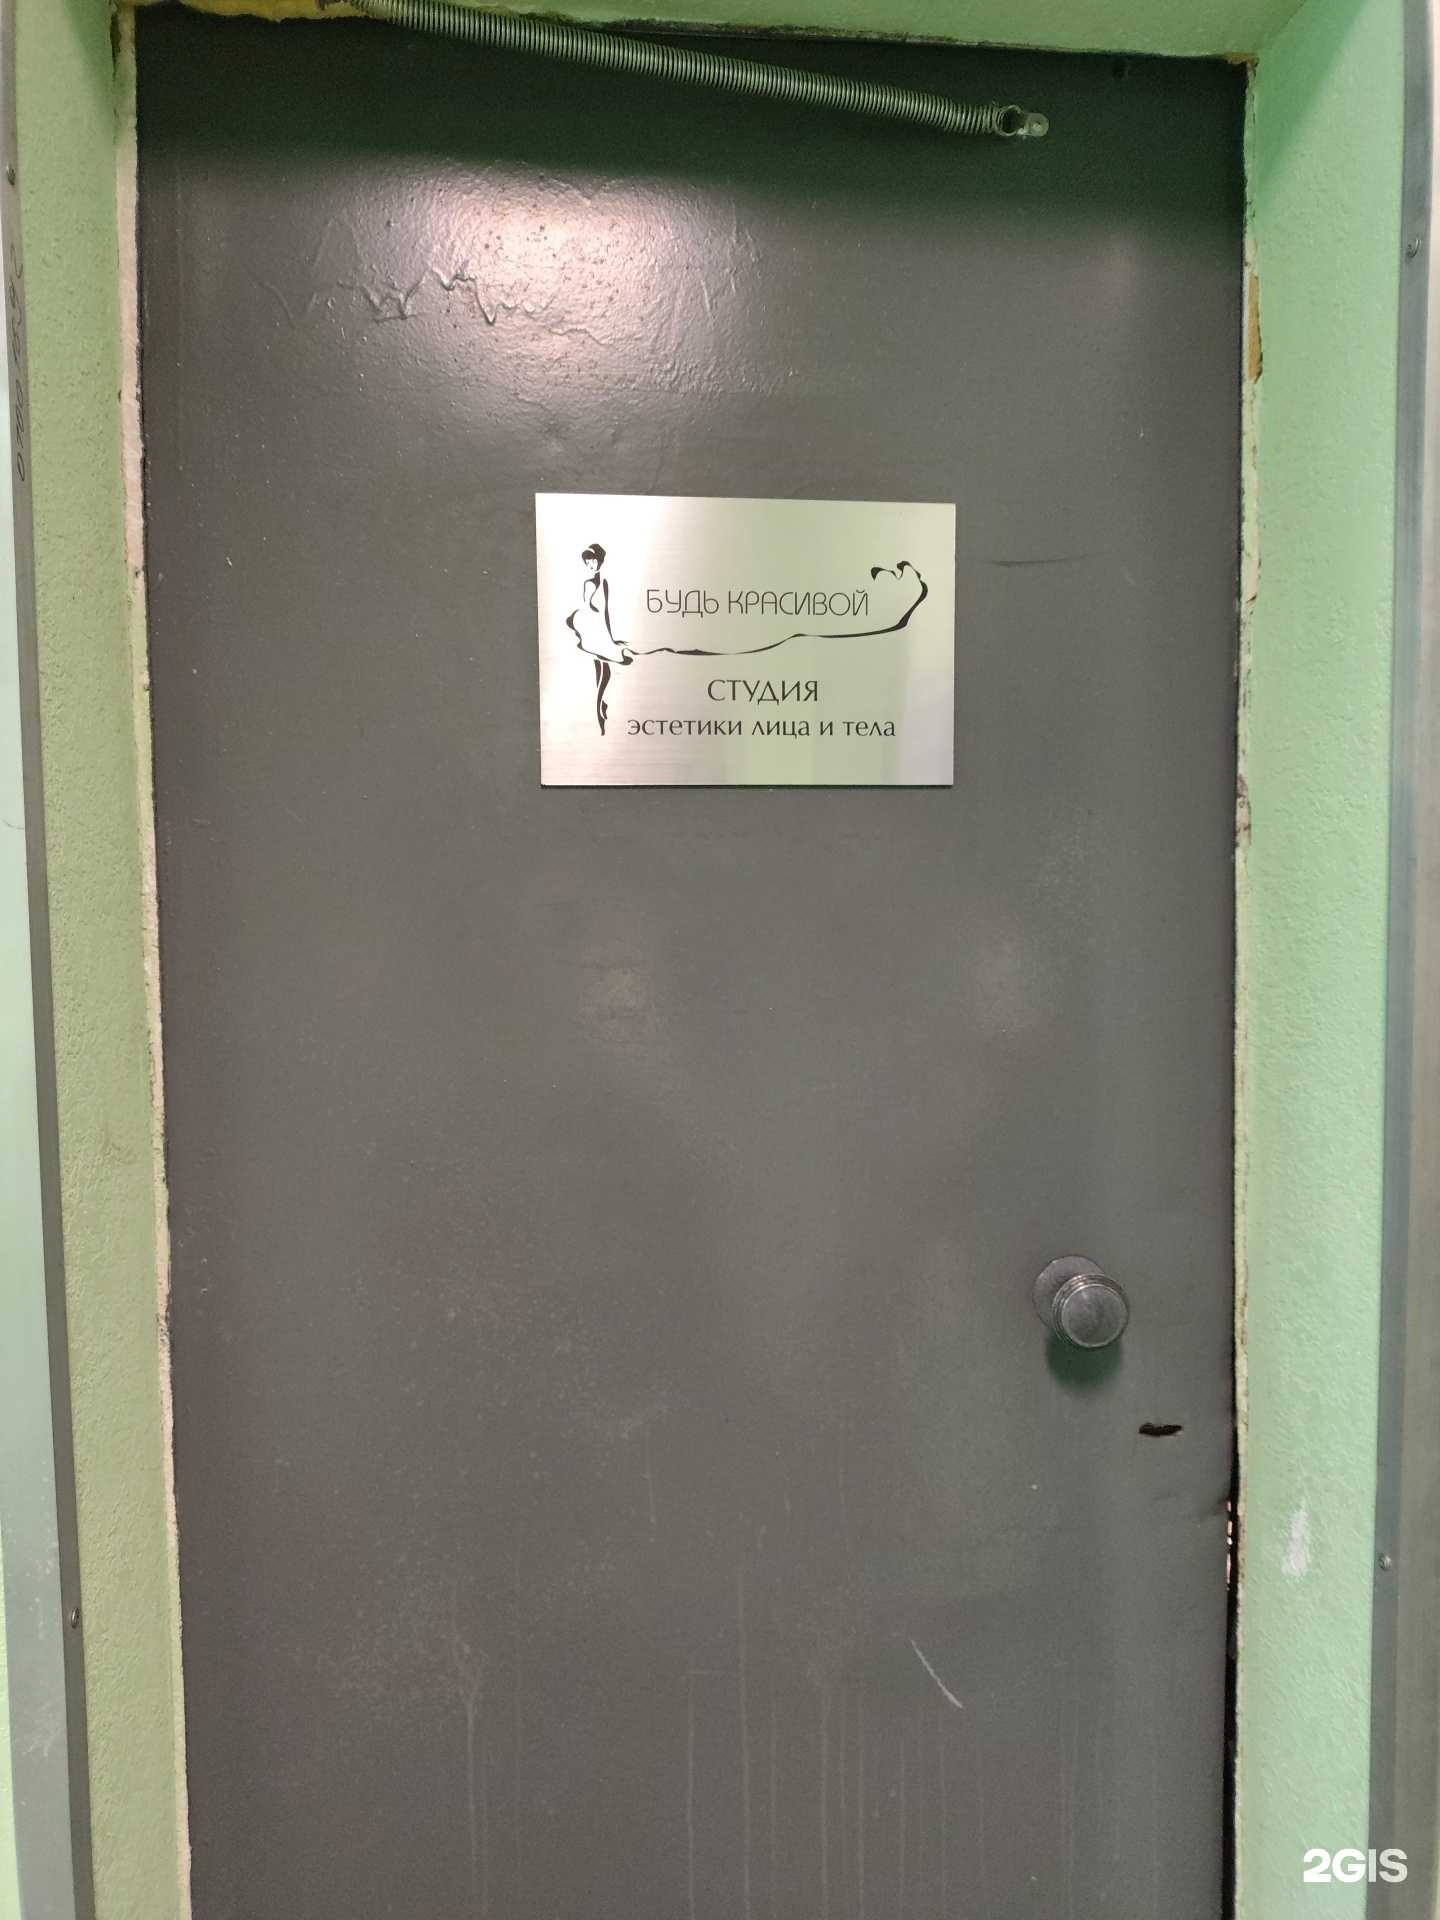 БУДЬ КРАСИВОЙ
СТУДИЯ
эстетики лица и тела
2GIS